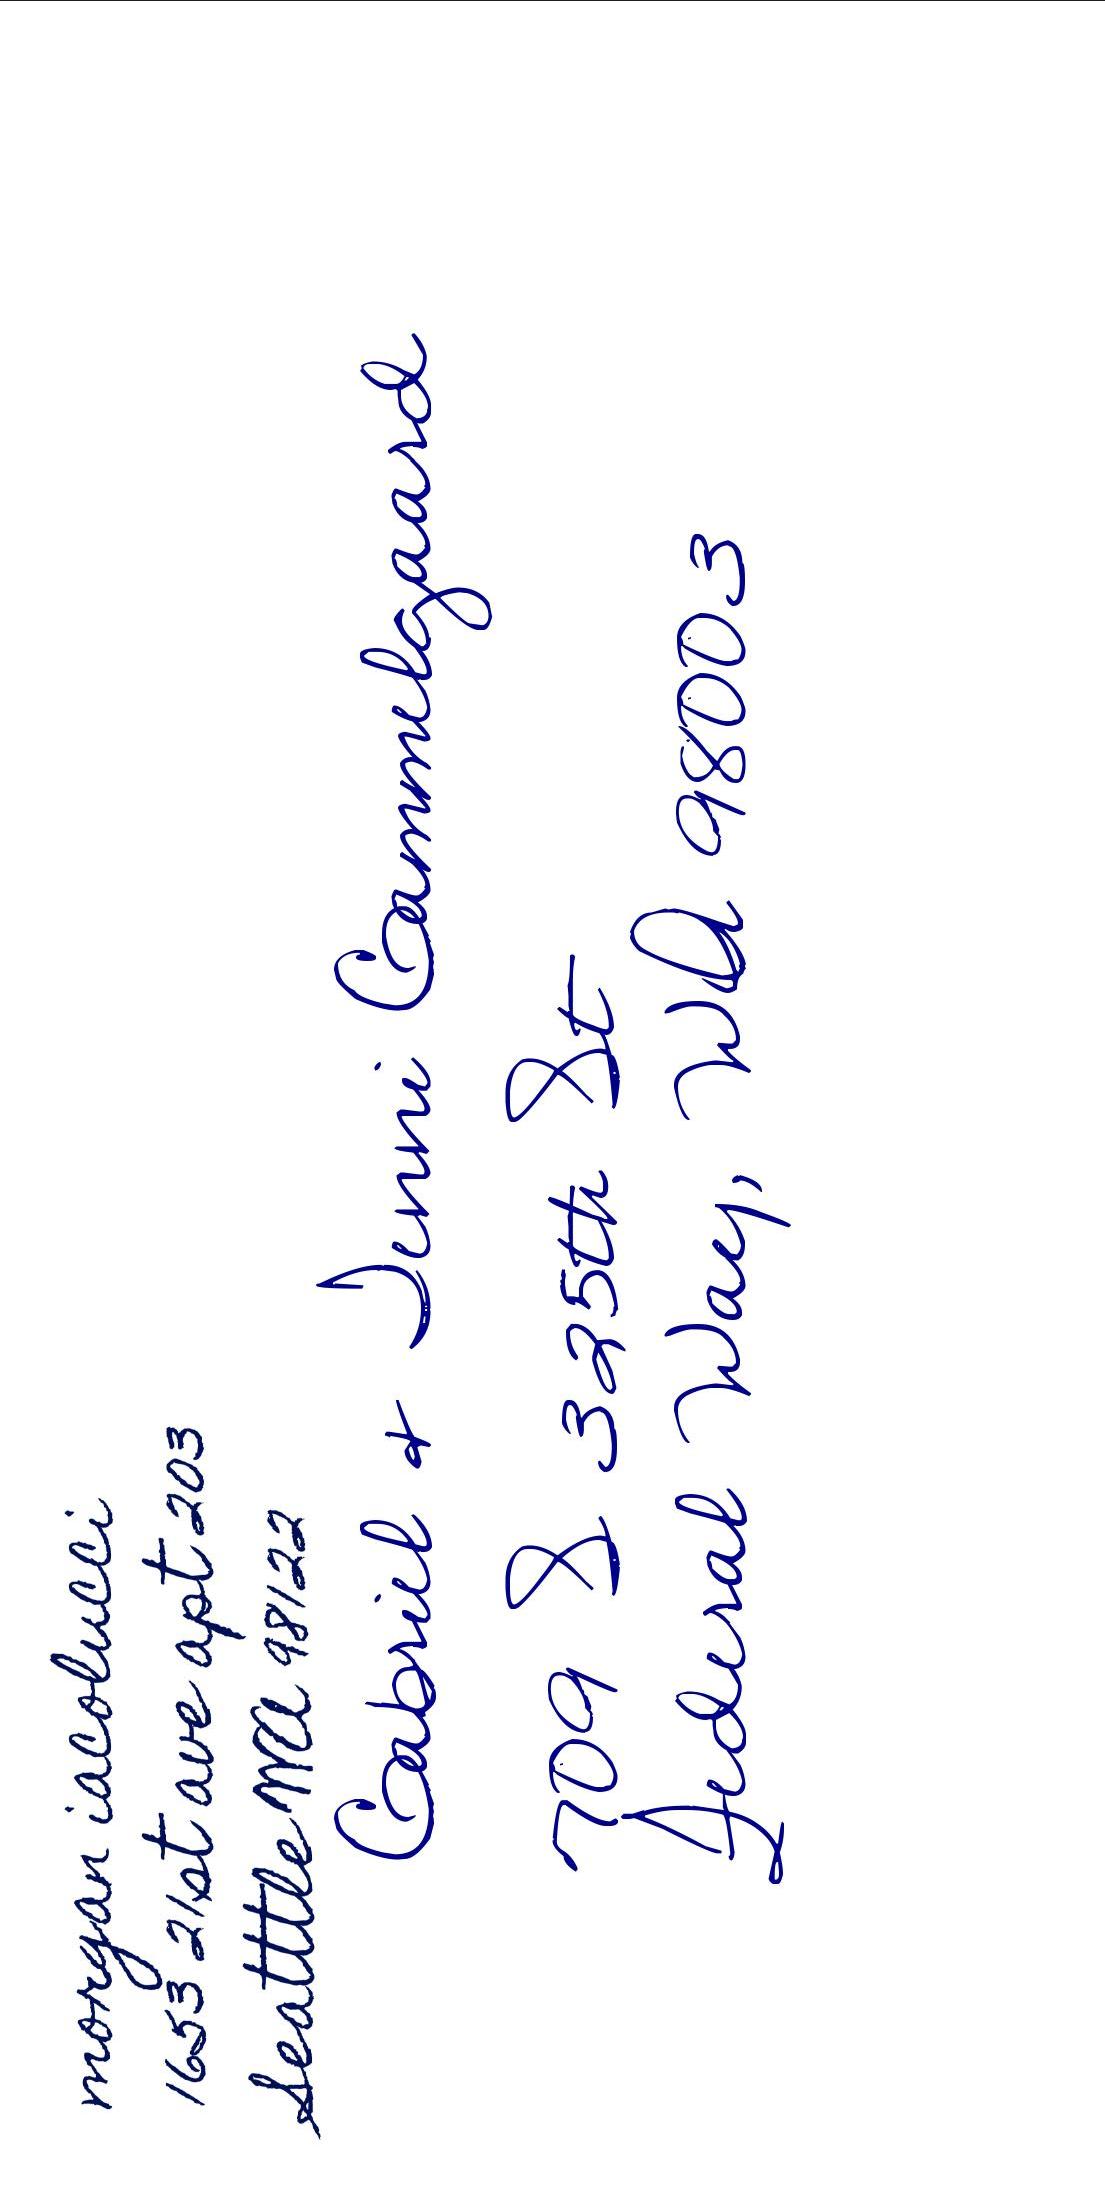 morgan iacolucci
1653 21st ave apt 203
Seattle WA 98122
Gabriel & Jenni Gammelgaard
709 S 325th St
Federal Way, WA 98003